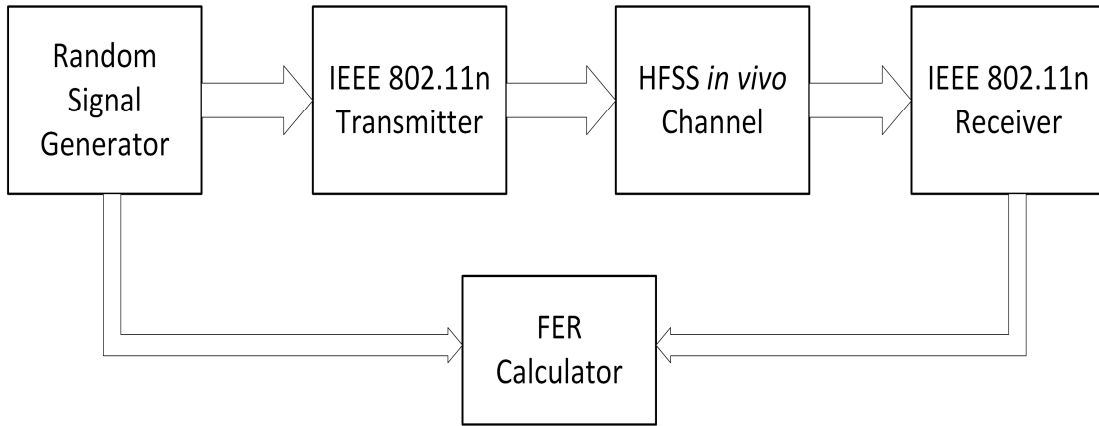 Random
Signal
Generator
IEEE 802.11n
Transmitter
HFSS in vivo
Channel
IEEE 802.11n
Receiver
FER
Calculator